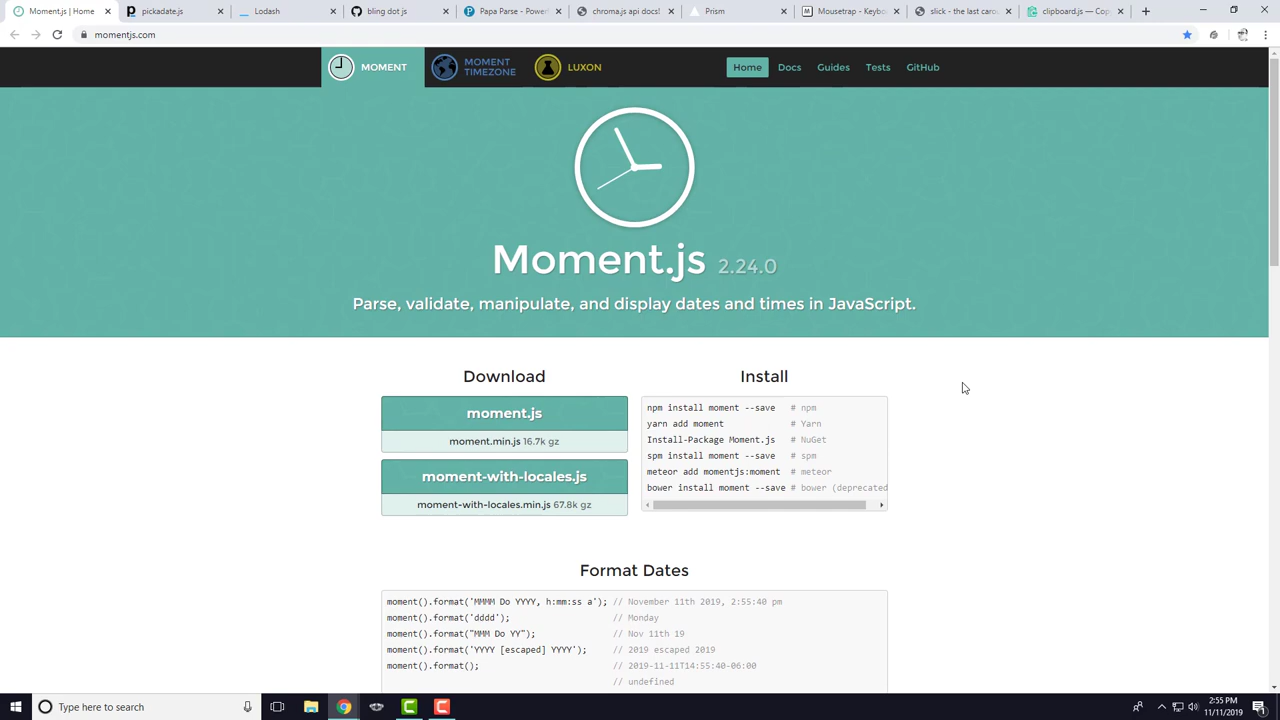 Moment.js | Home
pickadate.js
Lodash
bling dot js
Papa Parse - Powerf
chroma.js api docs!
Prism
Mousetrap - Keybo
slick - the last carou
clipboard.js — Cop
momentjs.com
MOMENT
MOMENT TIMEZONE
LUXON
Home
Docs
Guides
Tests
GitHub
Moment.js 2.24.0
Parse, validate, manipulate, and display dates and times in JavaScript.
Download
moment.js
moment.min.js 16.7k gz
moment-with-locales.js
moment-with-locales.min.js 67.8k gz
Install
npm install moment --save # npm
yarn add moment # Yarn
Install-Package Moment.js # NuGet
spm install moment --save # spm
meteor add momentjs:moment # meteor
bower install moment --save # bower (deprecated
Format Dates
moment().format('MMMM Do YYYY, h:mm:ss a'); // November 11th 2019, 2:55:40 pm
moment().format('dddd'); // Monday
moment().format("MMM Do YY"); // Nov 11th 19
moment().format('YYYY [escaped] YYYY'); // 2019 escaped 2019
moment().format(); // 2019-11-11T14:55:40-06:00
// undefined
Type here to search
2:55 PM
11/11/2019
1